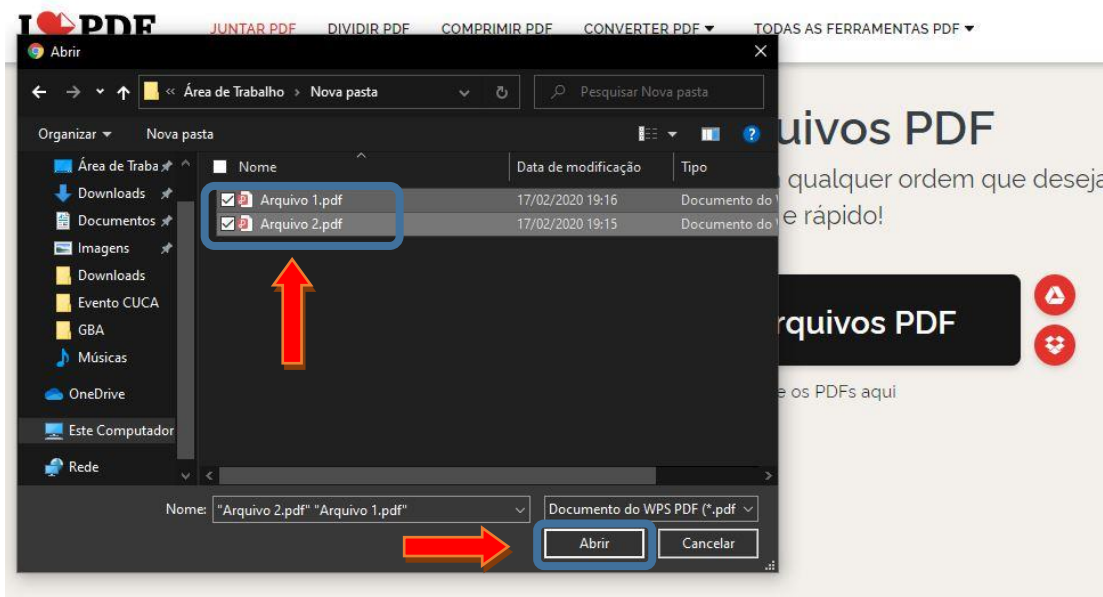 I PDF JUNTAR PDF DIVIDIR PDF COMPRIMIR PDF CONVERTER PDF TODAS AS FERRAMENTAS PDF
Abrir
« Área de Trabalho › Nova pasta Pesquisar Nova pasta
Organizar Nova pasta
uivos PDF
Área de Traba Nome Data de modificação Tipo
qualquer ordem que deseja
Downloads Arquivo 1.pdf 17/02/2020 19:16 Documento do
Documentos Arquivo 2.pdf 17/02/2020 19:15 Documento do
e rápido!
Imagens
Downloads
Evento CUCA
GBA
rquivos PDF
Músicas
OneDrive
e os PDFs aqui
Este Computador
Rede
Nome: "Arquivo 2.pdf" "Arquivo 1.pdf" Documento do WPS PDF (*.pdf
Abrir Cancelar